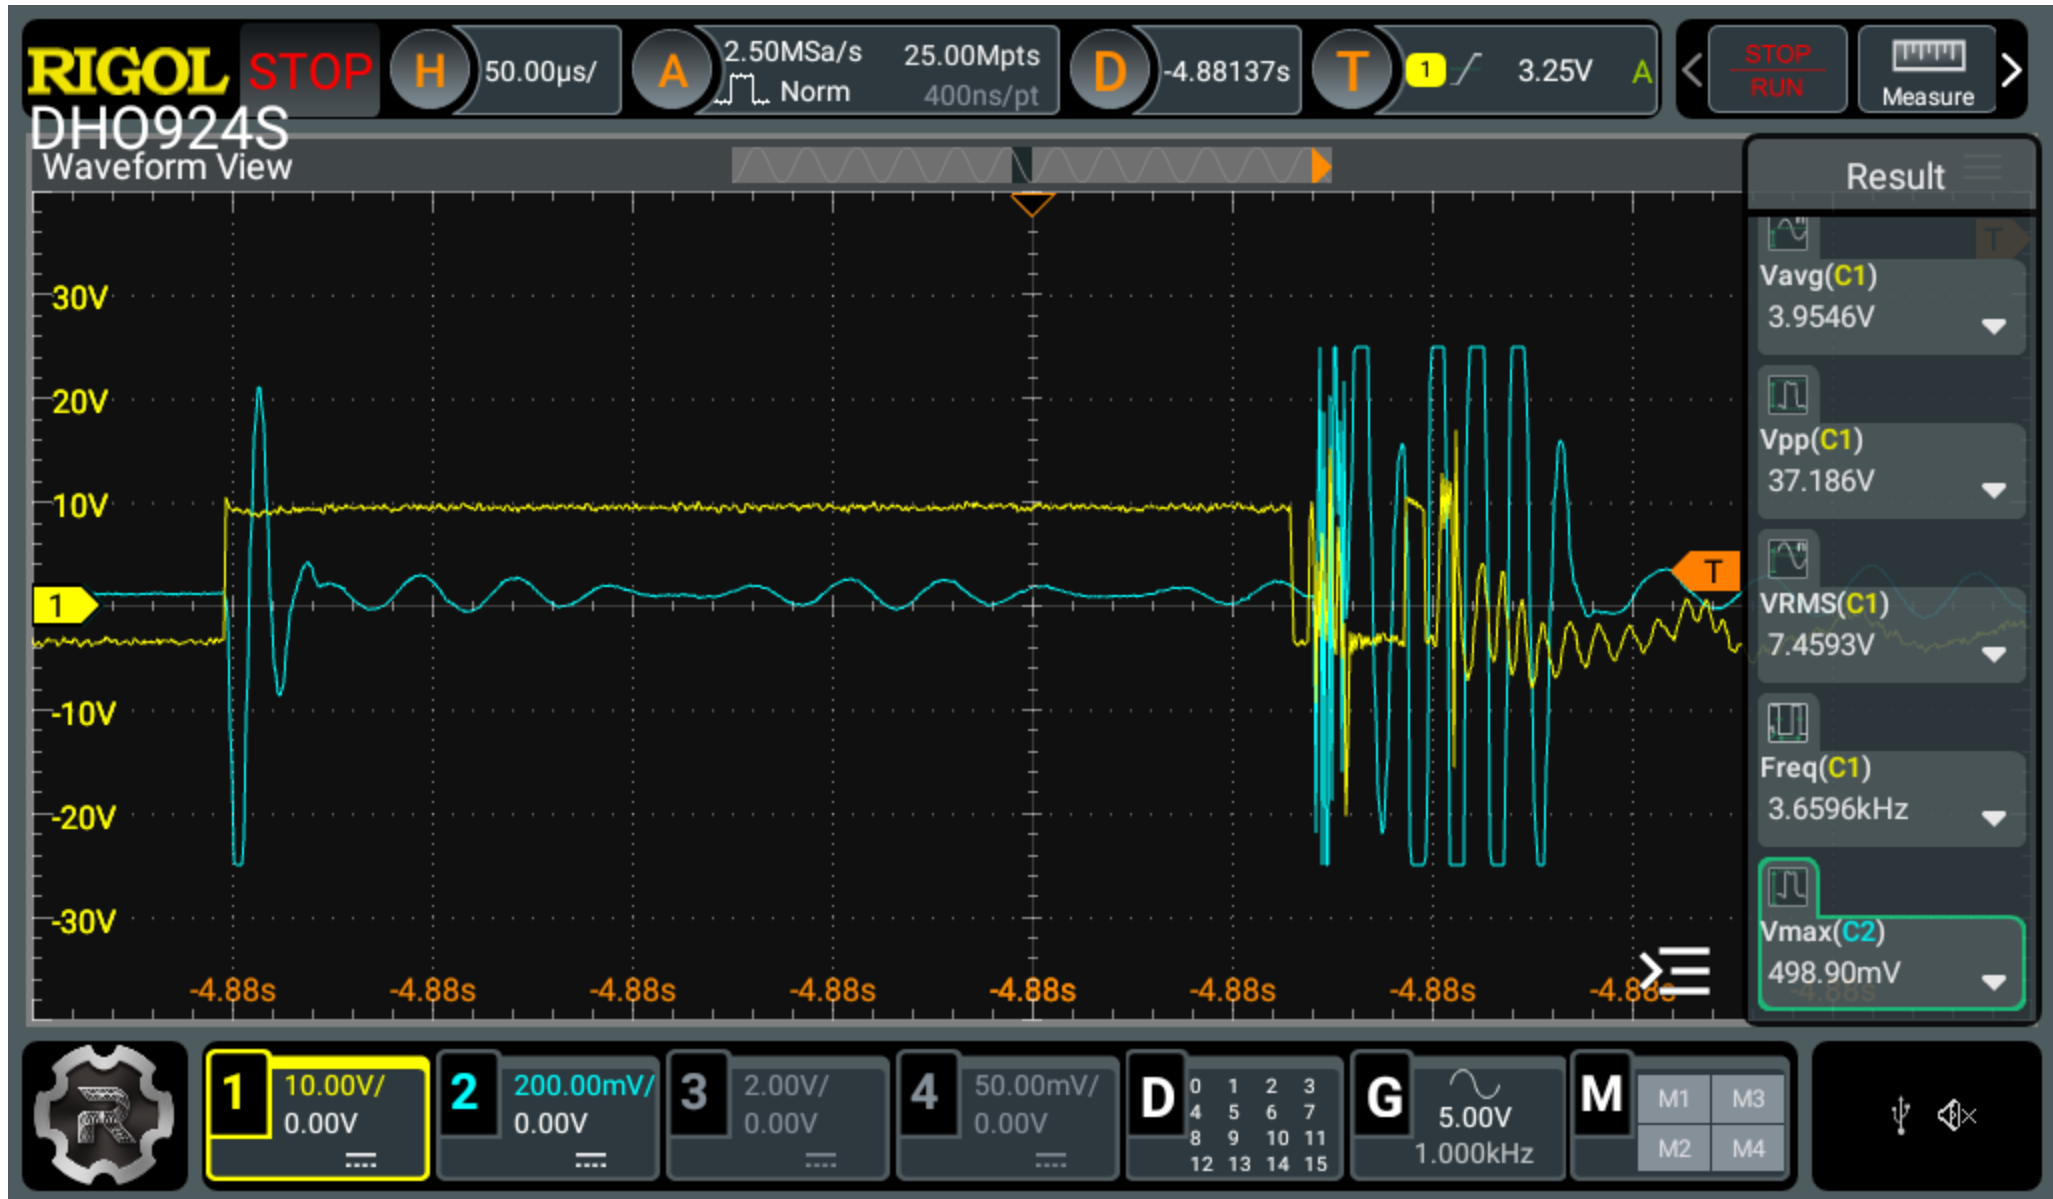 RIGOL STOP H 50.00µs/ A 2.50MSa/s 25.00Mpts D -4.88137s T 1 3.25V A STOP
Norm 400ns/pt RUN Measure
DHO924S
Waveform View
Result
T
Vavg(C1)
3.9546V
Vpp(C1)
37.186V
VRMS(C1)
7.4593V
Freq(C1)
3.6596kHz
Vmax(C2)
498.90mV
30V
20V
10V
1
T
-10V
-20V
-30V
-4.88s -4.88s -4.88s -4.88s -4.88s -4.88s -4.88s -4.88s -4.88s
1 10.00V/
0.00V
2 200.00mV/
0.00V
3 2.00V/
0.00V
4 50.00mV/
0.00V
D 0 1 2 3
4 5 6 7
8 9 10 11
12 13 14 15
G 5.00V
1.000kHz
M M1 M3
M2 M4
R